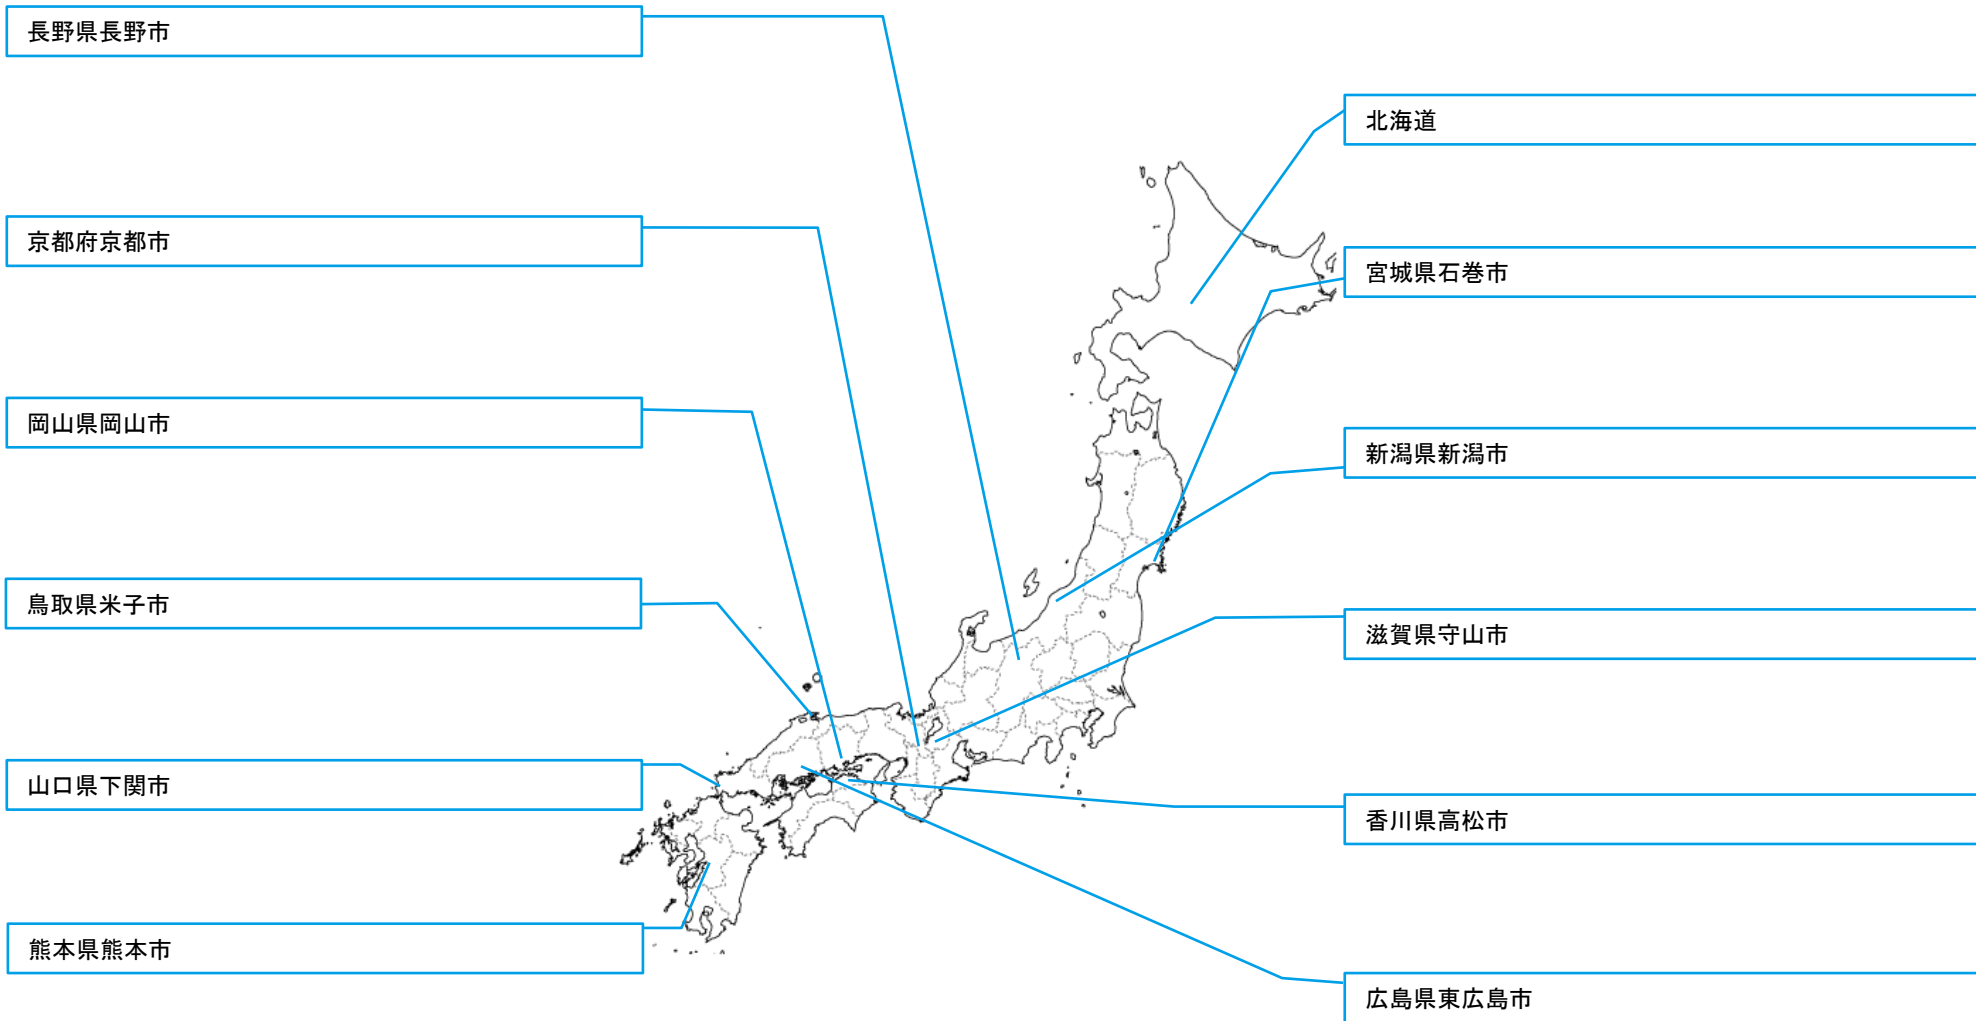 長野県長野市
京都府京都市
岡山県岡山市
鳥取県米子市
山口県下関市
熊本県熊本市
北海道
宮城県石巻市
新潟県新潟市
滋賀県守山市
香川県高松市
広島県東広島市